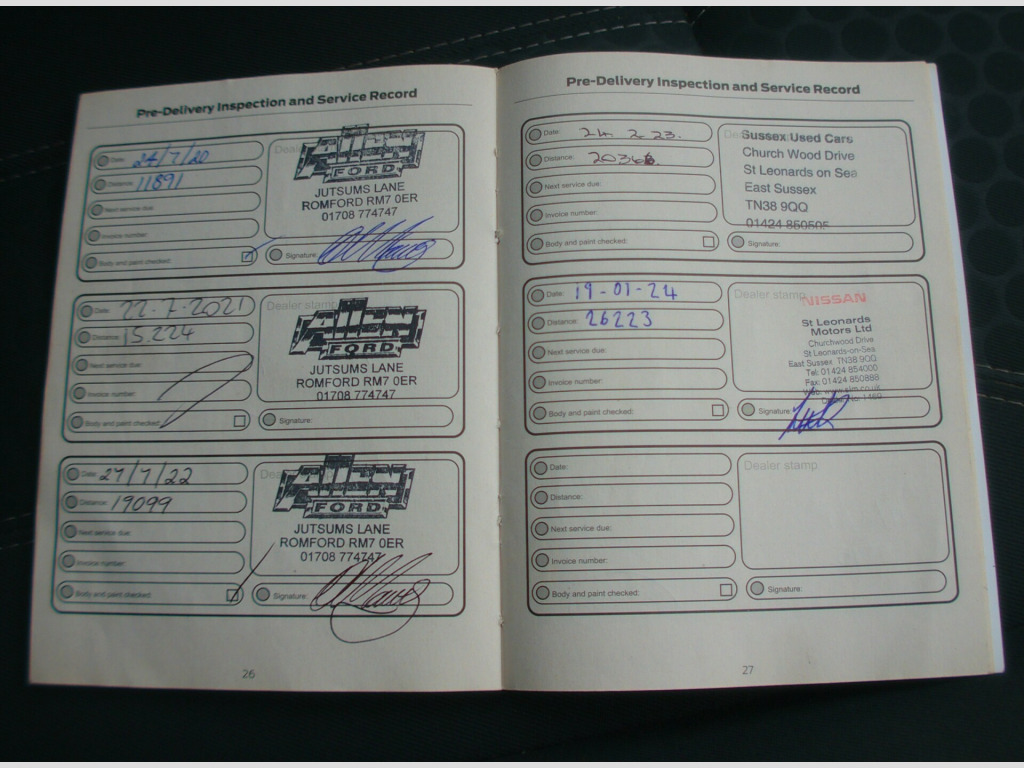 Pre-Delivery Inspection and Service Record
Date: 24/7/20
Distance: 11891
Next service due:
Invoice number:
Body and paint checked:
Dealer
ALLEN
FORD
JUTSUMS LANE
ROMFORD RM7 0ER
01708 774747
Signature:
Date: 22-7-2021
Distance: 15.224
Next service due:
Invoice number:
Body and paint checked:
Dealer stamp
ALLEN
FORD
JUTSUMS LANE
ROMFORD RM7 0ER
01708 774747
Signature:
Date: 27/7/22
Distance: 19099
Next service due:
Invoice number:
Body and paint checked:
ALLEN
FORD
JUTSUMS LANE
ROMFORD RM7 0ER
01708 774747
Signature:
26
Pre-Delivery Inspection and Service Record
Date: 24. 2. 23.
Distance:
Next service due:
Invoice number:
Body and paint checked:
Sussex Used Cars
Church Wood Drive
St Leonards on Sea
East Sussex
TN38 9QQ
01424 850505
Signature:
Date: 19-01-24
Distance: 26223
Next service due:
Invoice number:
Body and paint checked:
Dealer stamp
NISSAN
St Leonards
Motors Ltd
Churchwood Drive
St Leonards-on-Sea
East Sussex TN38 9QQ
Tel: 01424 854000
Fax: 01424 850888
Signature:
Date:
Distance:
Next service due:
Invoice number:
Body and paint checked:
Dealer stamp
Signature:
27